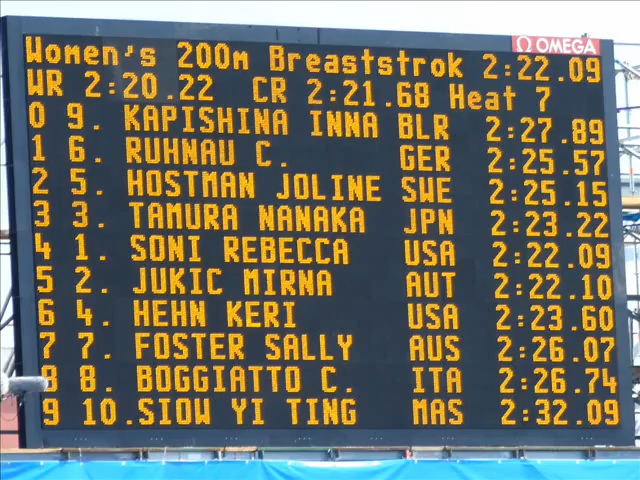 Ω OMEGA
Women's 200m Breaststrok 2:22.09
WR 2:20.22 CR 2:21.68 Heat 7
0 9. KAPISHINA INNA BLR 2:27.89
1 6. RUHNAU C. GER 2:25.57
2 5. HOSTMAN JOLINE SWE 2:25.15
3 3. TAMURA NANAKA JPN 2:23.22
4 1. SONI REBECCA USA 2:22.09
5 2. JUKIC MIRNA AUT 2:22.10
6 4. HEHN KERI USA 2:23.60
7 7. FOSTER SALLY AUS 2:26.07
8 8. BOGGIATTO C. ITA 2:26.74
9 10.SIOW YI TING MAS 2:32.09